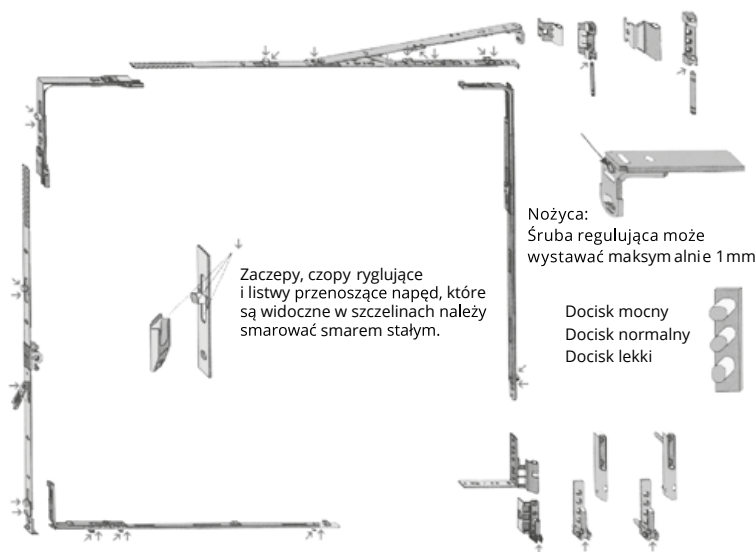 Nożyca:
Śruba regulująca może
wystawać maksymalnie 1mm
Zaczepy, czopy ryglujące
i listwy przenoszące napęd, które
są widoczne w szczelinach należy
smarować smarem stałym.
Docisk mocny
Docisk normalny
Docisk lekki